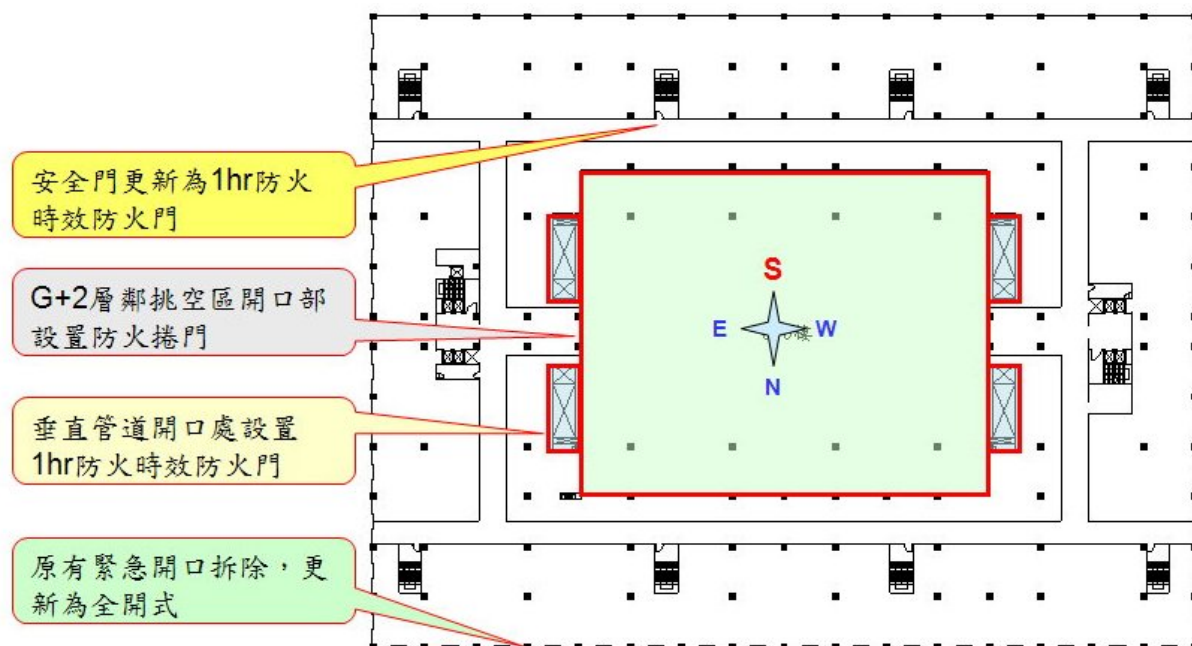 安全門更新為1hr防火
時效防火門
G+2層鄰挑空區開口部
設置防火捲門
垂直管道開口處設置
1hr防火時效防火門
原有緊急開口拆除，更
新為全開式
S
E
W
N